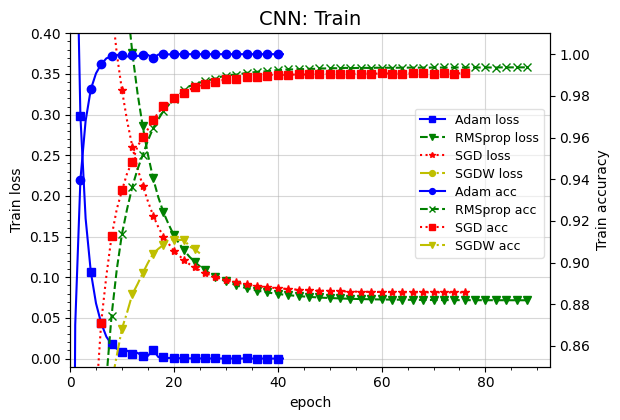 CNN: Train
0.40
0.35
0.30
0.25
0.20
0.15
0.10
0.05
0.00
Train loss
0
20
40
60
80
epoch
1.00
0.98
0.96
0.94
0.92
0.90
0.88
0.86
Train accuracy
Adam loss
RMSprop loss
SGD loss
SGDW loss
Adam acc
RMSprop acc
SGD acc
SGDW acc